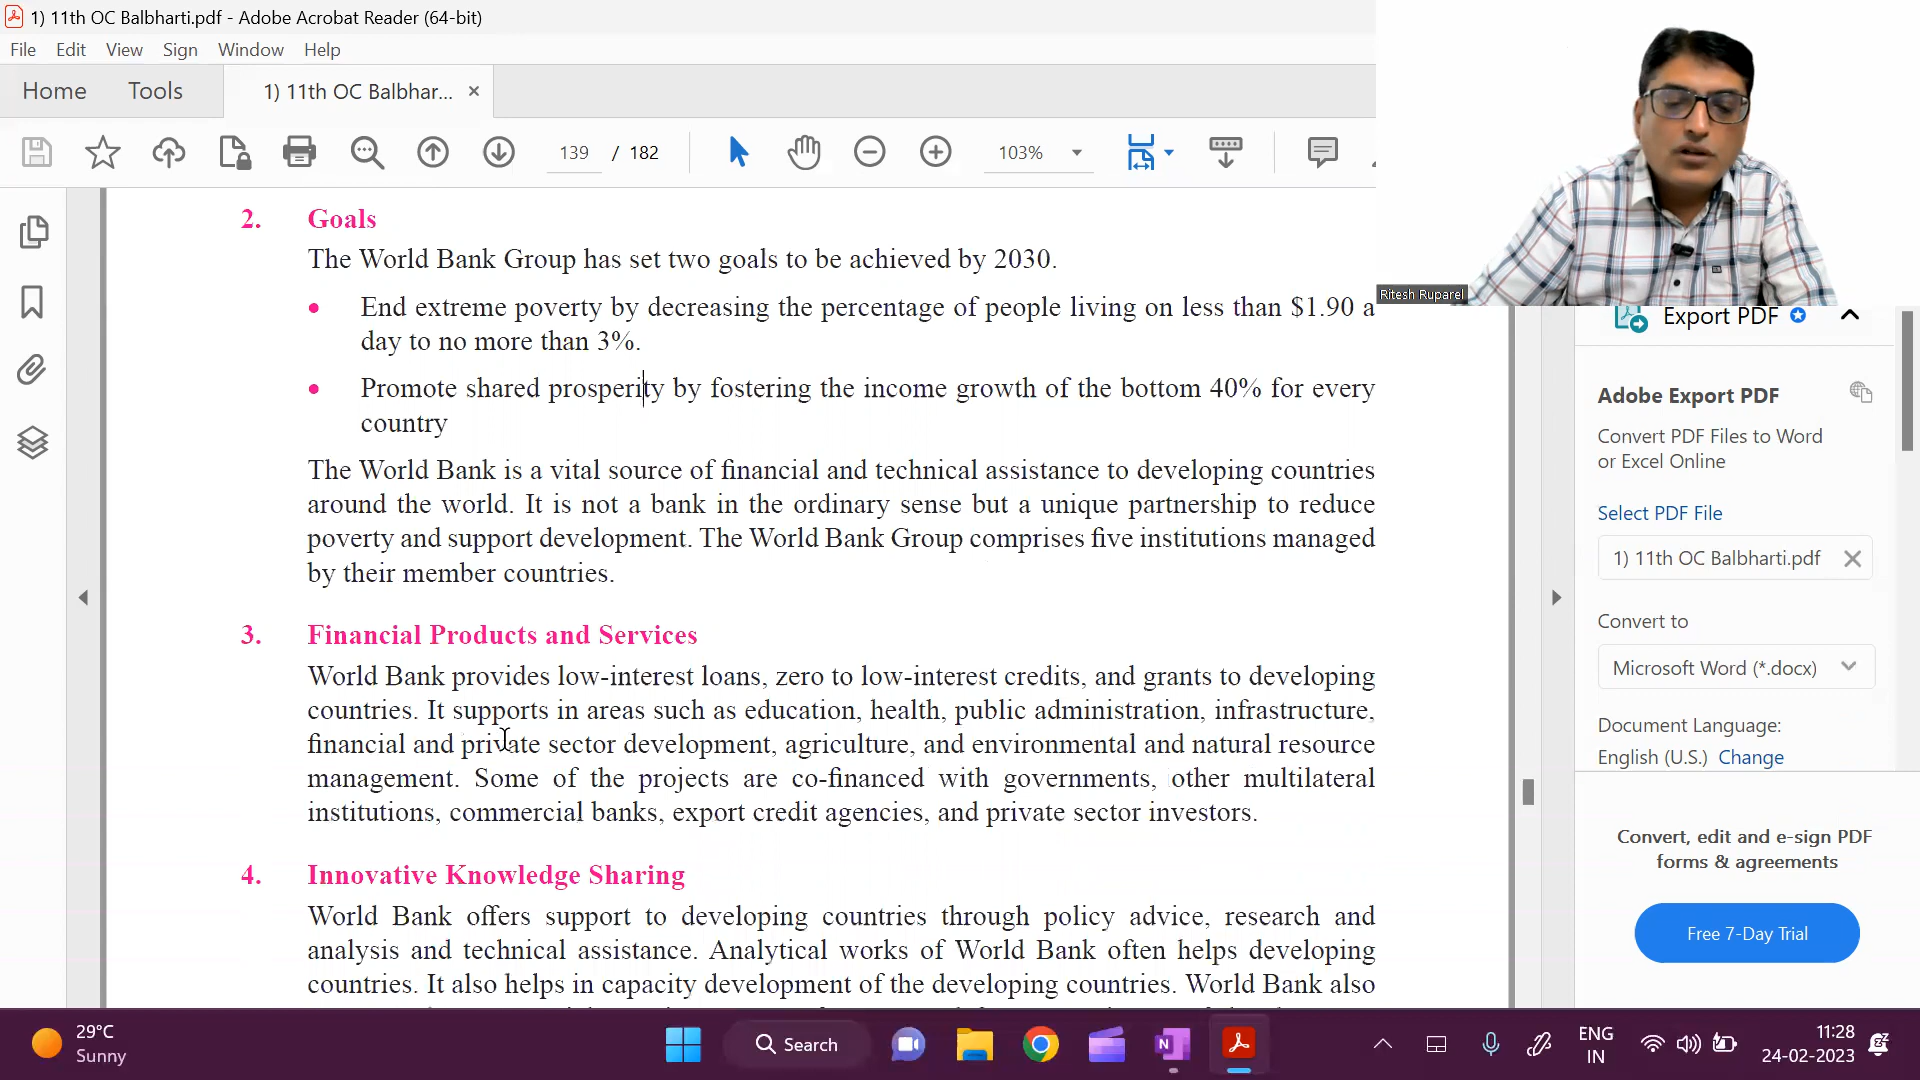 1) 11th OC Balbharti.pdf - Adobe Acrobat Reader (64-bit)
File Edit View Sign Window Help
Home Tools 1) 11th OC Balbhar... ×
139 / 182 103%
Ritesh Ruparel
2. Goals
The World Bank Group has set two goals to be achieved by 2030.
• End extreme poverty by decreasing the percentage of people living on less than $1.90 a
day to no more than 3%.
• Promote shared prosperity by fostering the income growth of the bottom 40% for every
country
The World Bank is a vital source of financial and technical assistance to developing countries
around the world. It is not a bank in the ordinary sense but a unique partnership to reduce
poverty and support development. The World Bank Group comprises five institutions managed
by their member countries.
3. Financial Products and Services
World Bank provides low-interest loans, zero to low-interest credits, and grants to developing
countries. It supports in areas such as education, health, public administration, infrastructure,
financial and private sector development, agriculture, and environmental and natural resource
management. Some of the projects are co-financed with governments, other multilateral
institutions, commercial banks, export credit agencies, and private sector investors.
4. Innovative Knowledge Sharing
World Bank offers support to developing countries through policy advice, research and
analysis and technical assistance. Analytical works of World Bank often helps developing
countries. It also helps in capacity development of the developing countries. World Bank also
Export PDF
Adobe Export PDF
Convert PDF Files to Word
or Excel Online
Select PDF File
1) 11th OC Balbharti.pdf
Convert to
Microsoft Word (*.docx)
Document Language:
English (U.S.) Change
Convert, edit and e-sign PDF
forms & agreements
Free 7-Day Trial
29°C
Sunny
Search
ENG
IN
11:28
24-02-2023